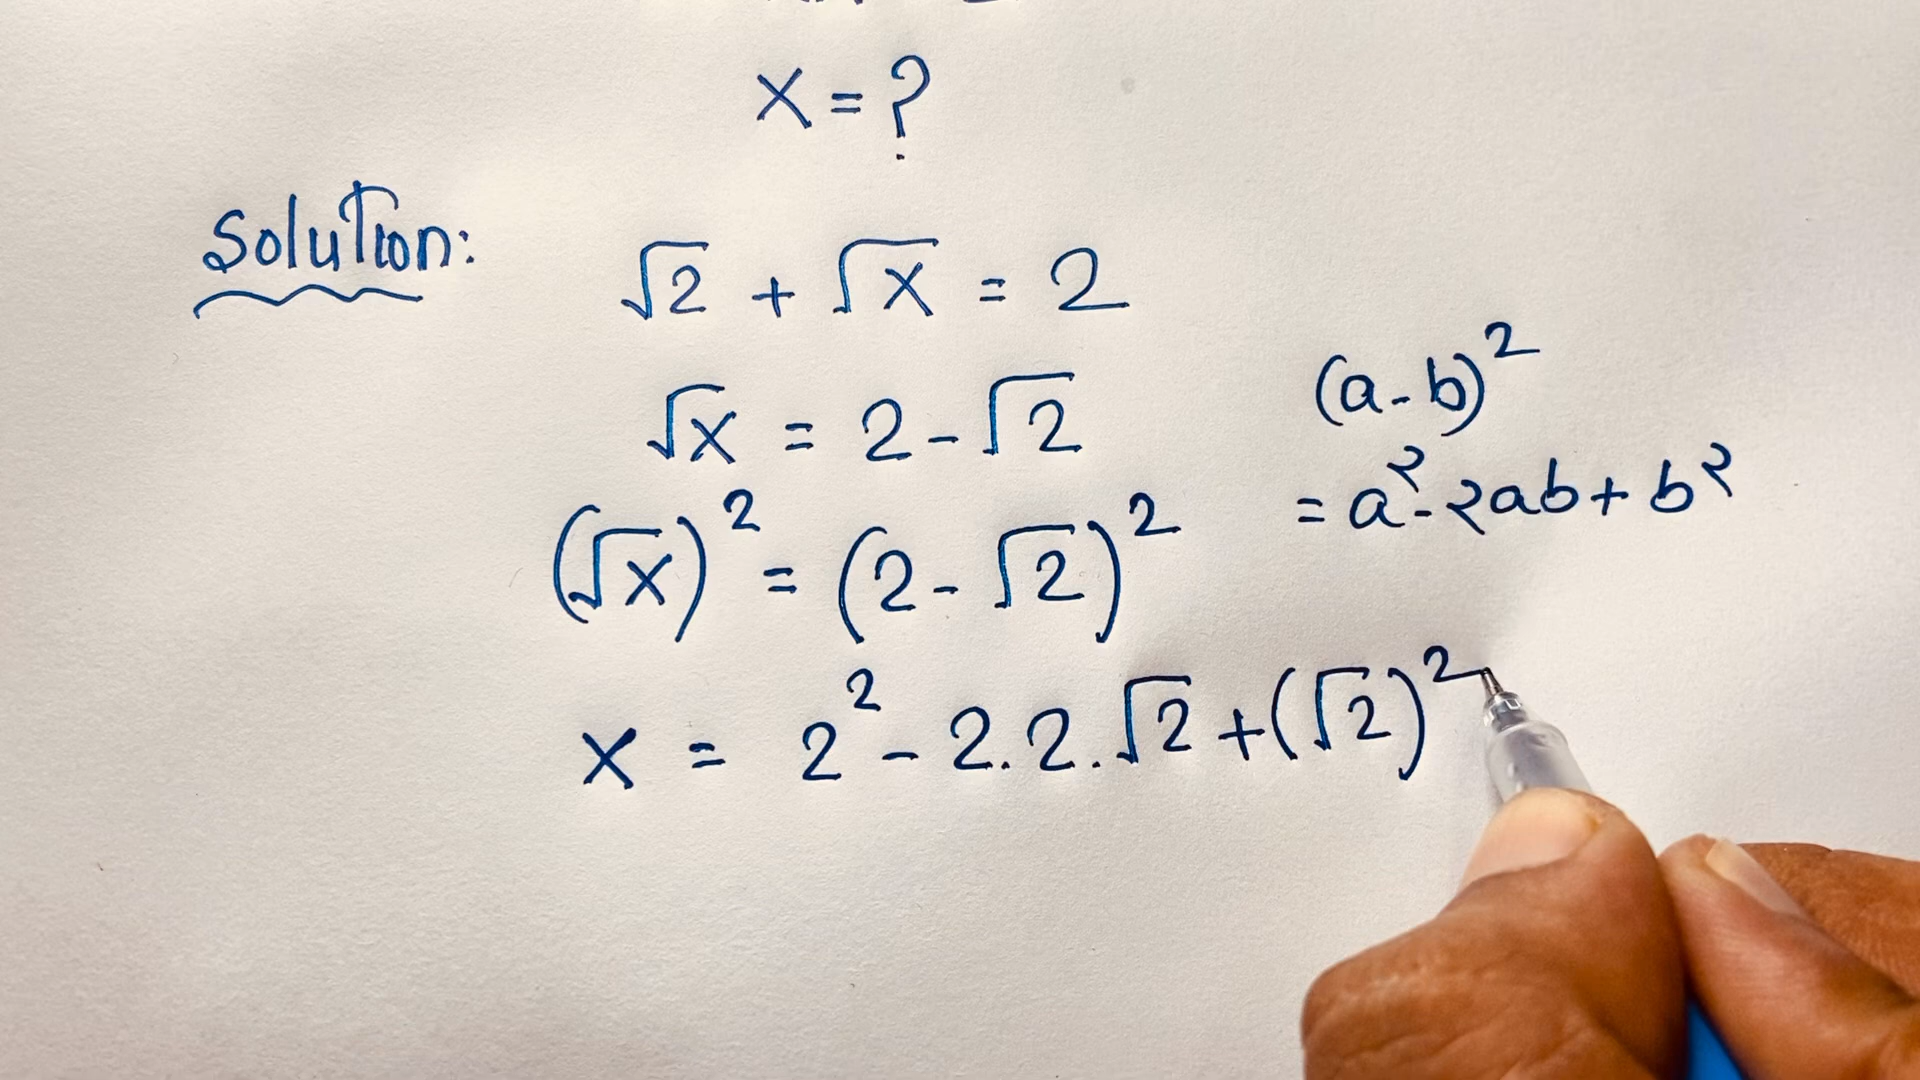 x = ?
Solution:
√2 + √x = 2
√x = 2 - √2
(√x)² = (2 - √2)²
x = 2² - 2.2.√2 + (√2)²
(a - b)²
= a² - 2ab + b²